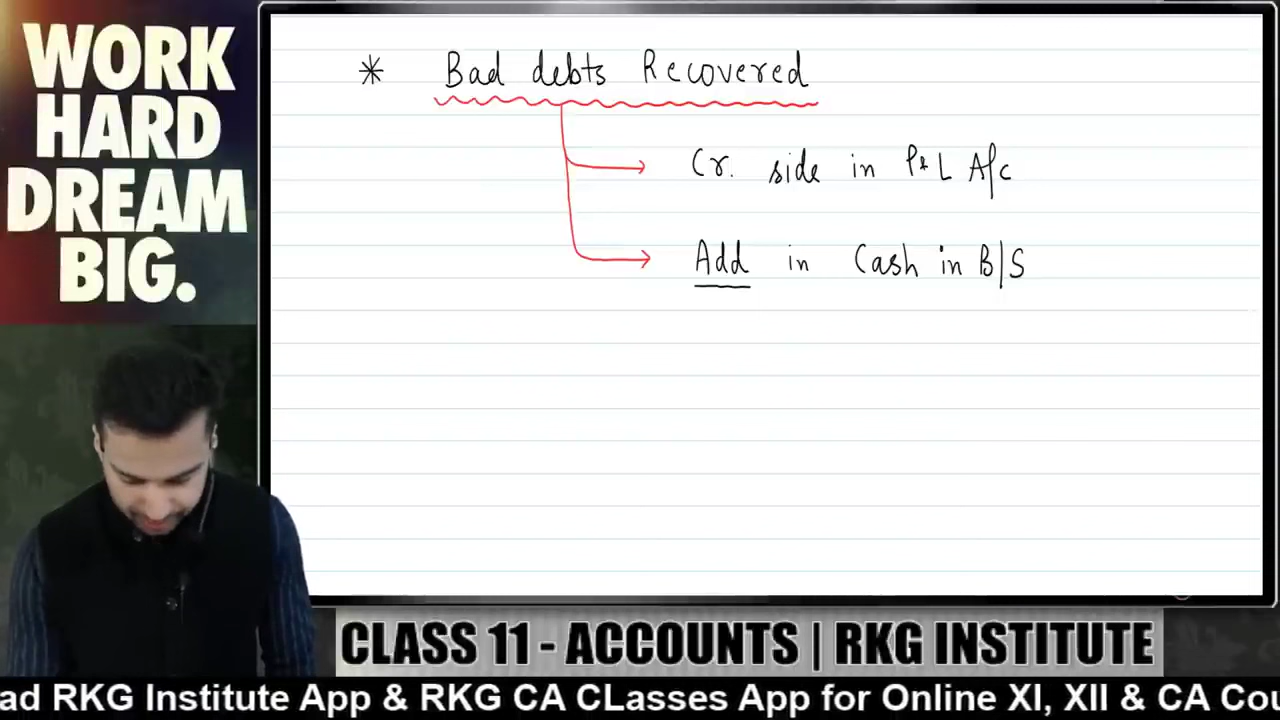 WORK
HARD
DREAM
BIG.
* Bad debts Recovered
Cr. side in P&L A/c
Add in Cash in B/S
CLASS 11 - ACCOUNTS | RKG INSTITUTE
ad RKG Institute App & RKG CA CLasses App for Online XI, XII & CA Cou